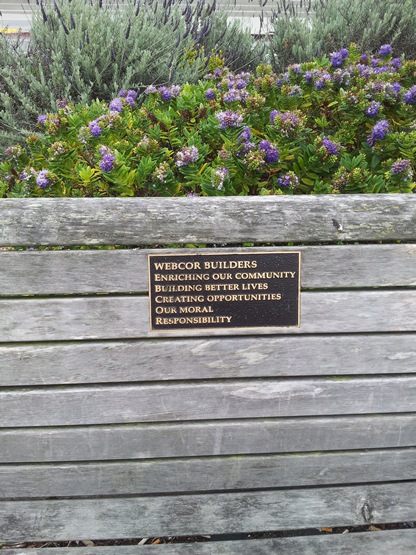 WEBCOR BUILDERS
ENRICHING OUR COMMUNITY
BUILDING BETTER LIVES
CREATING OPPORTUNITIES
OUR MORAL
RESPONSIBILITY